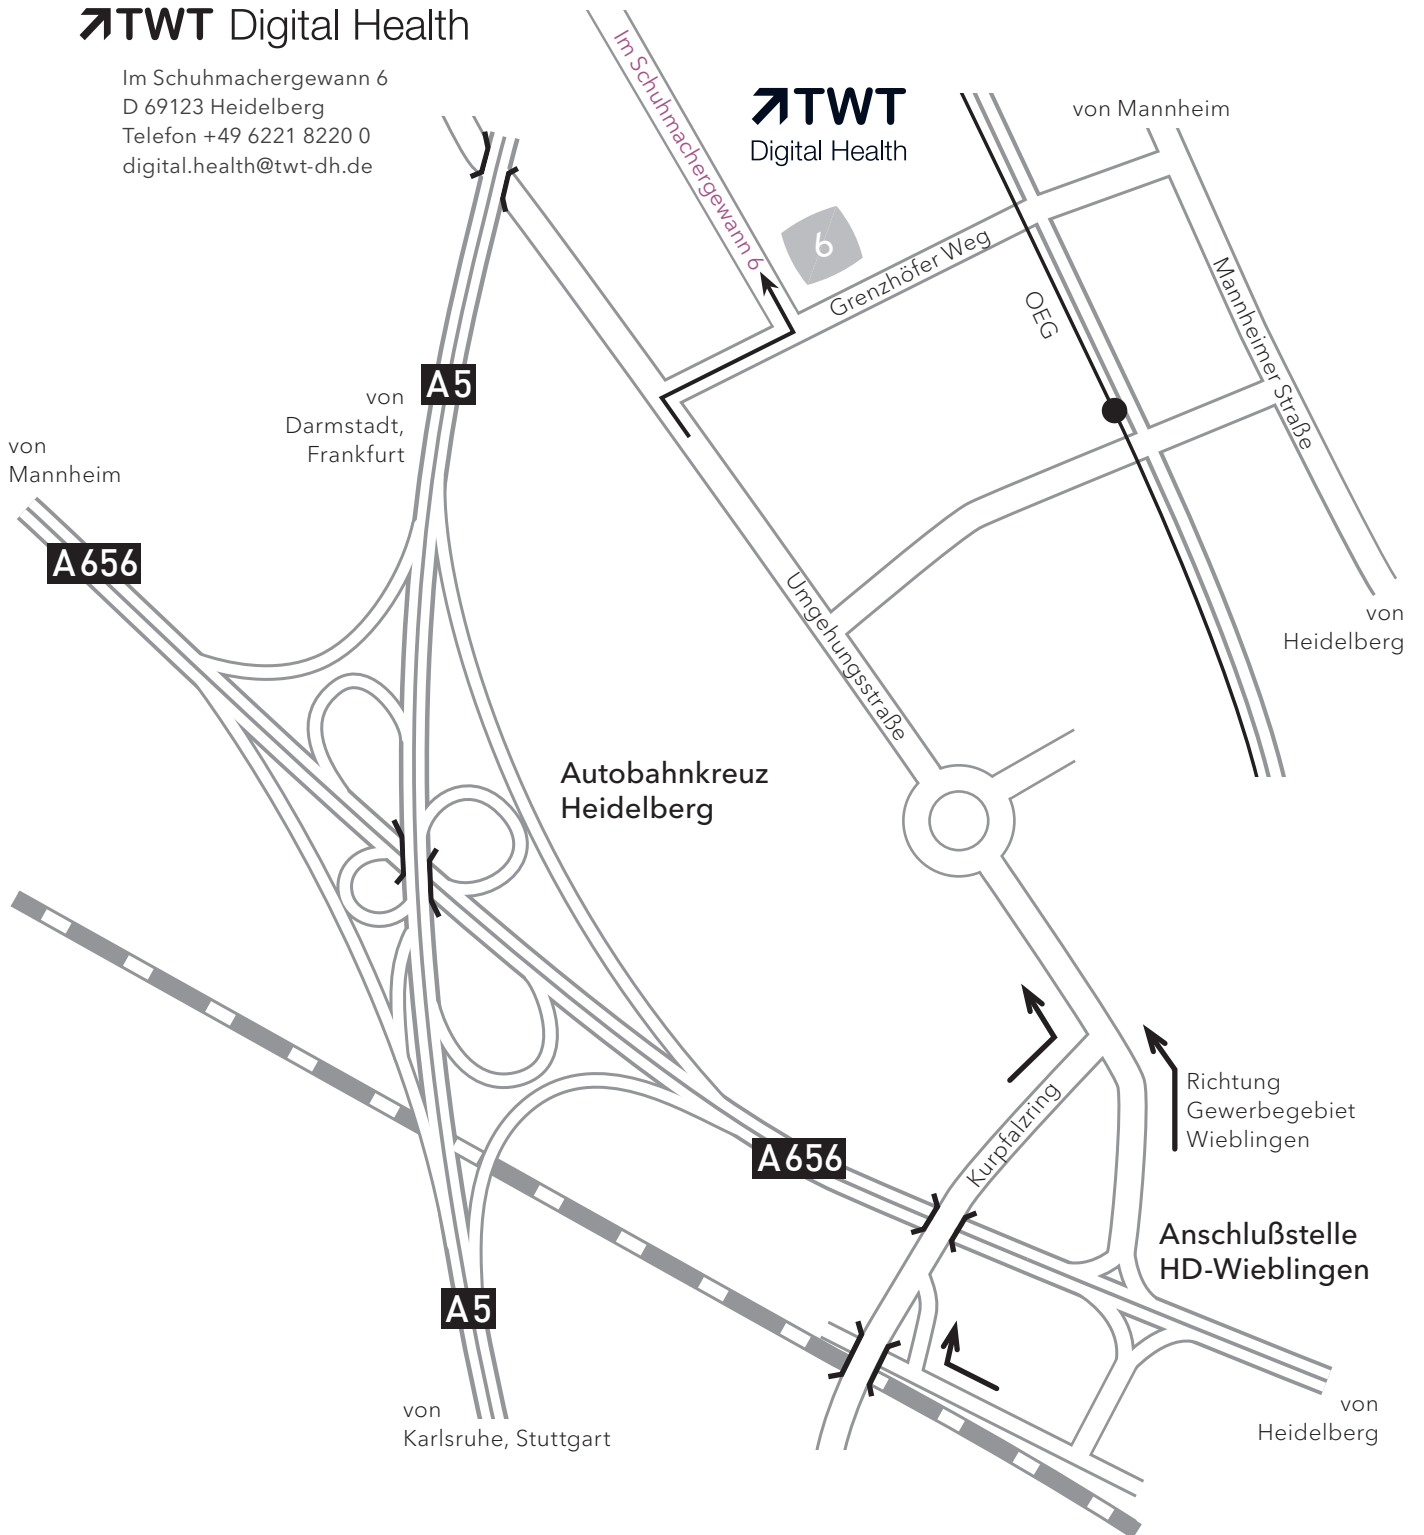 TWT Digital Health
Im Schuhmachergewann 6
D 69123 Heidelberg
Telefon +49 6221 8220 0
digital.health@twt-dh.de
Im Schuhmachergewann 6
TWT
Digital Health
von Mannheim
6
Grenzhöfer Weg
OEG
Mannheimer Straße
A5
von
Darmstadt,
Frankfurt
von
Mannheim
A656
Umgehungsstraße
von
Heidelberg
Autobahnkreuz
Heidelberg
Richtung
Gewerbegebiet
Wieblingen
Kurpfalzring
A656
Anschlußstelle
HD-Wieblingen
A5
von
Karlsruhe, Stuttgart
von
Heidelberg